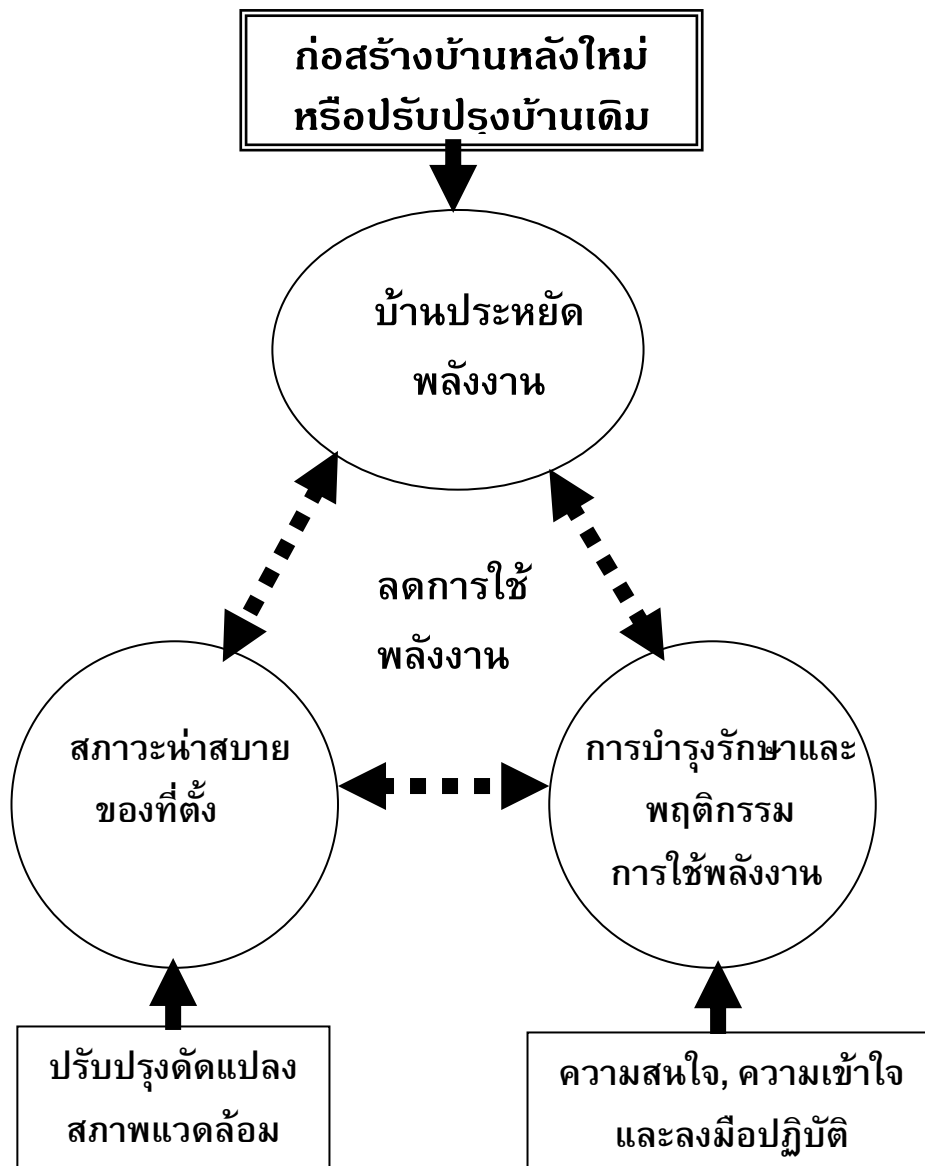 ก่อสร้างบ้านหลังใหม่
หรือปรับปรุงบ้านเดิม
บ้านประหยัด
พลังงาน
ลดการใช้
พลังงาน
สภาวะน่าสบาย
ของที่ตั้ง
การบำรุงรักษาและ
พฤติกรรม
การใช้พลังงาน
ปรับปรุงดัดแปลง
สภาพแวดล้อม
ความสนใจ, ความเข้าใจ
และลงมือปฏิบัติ